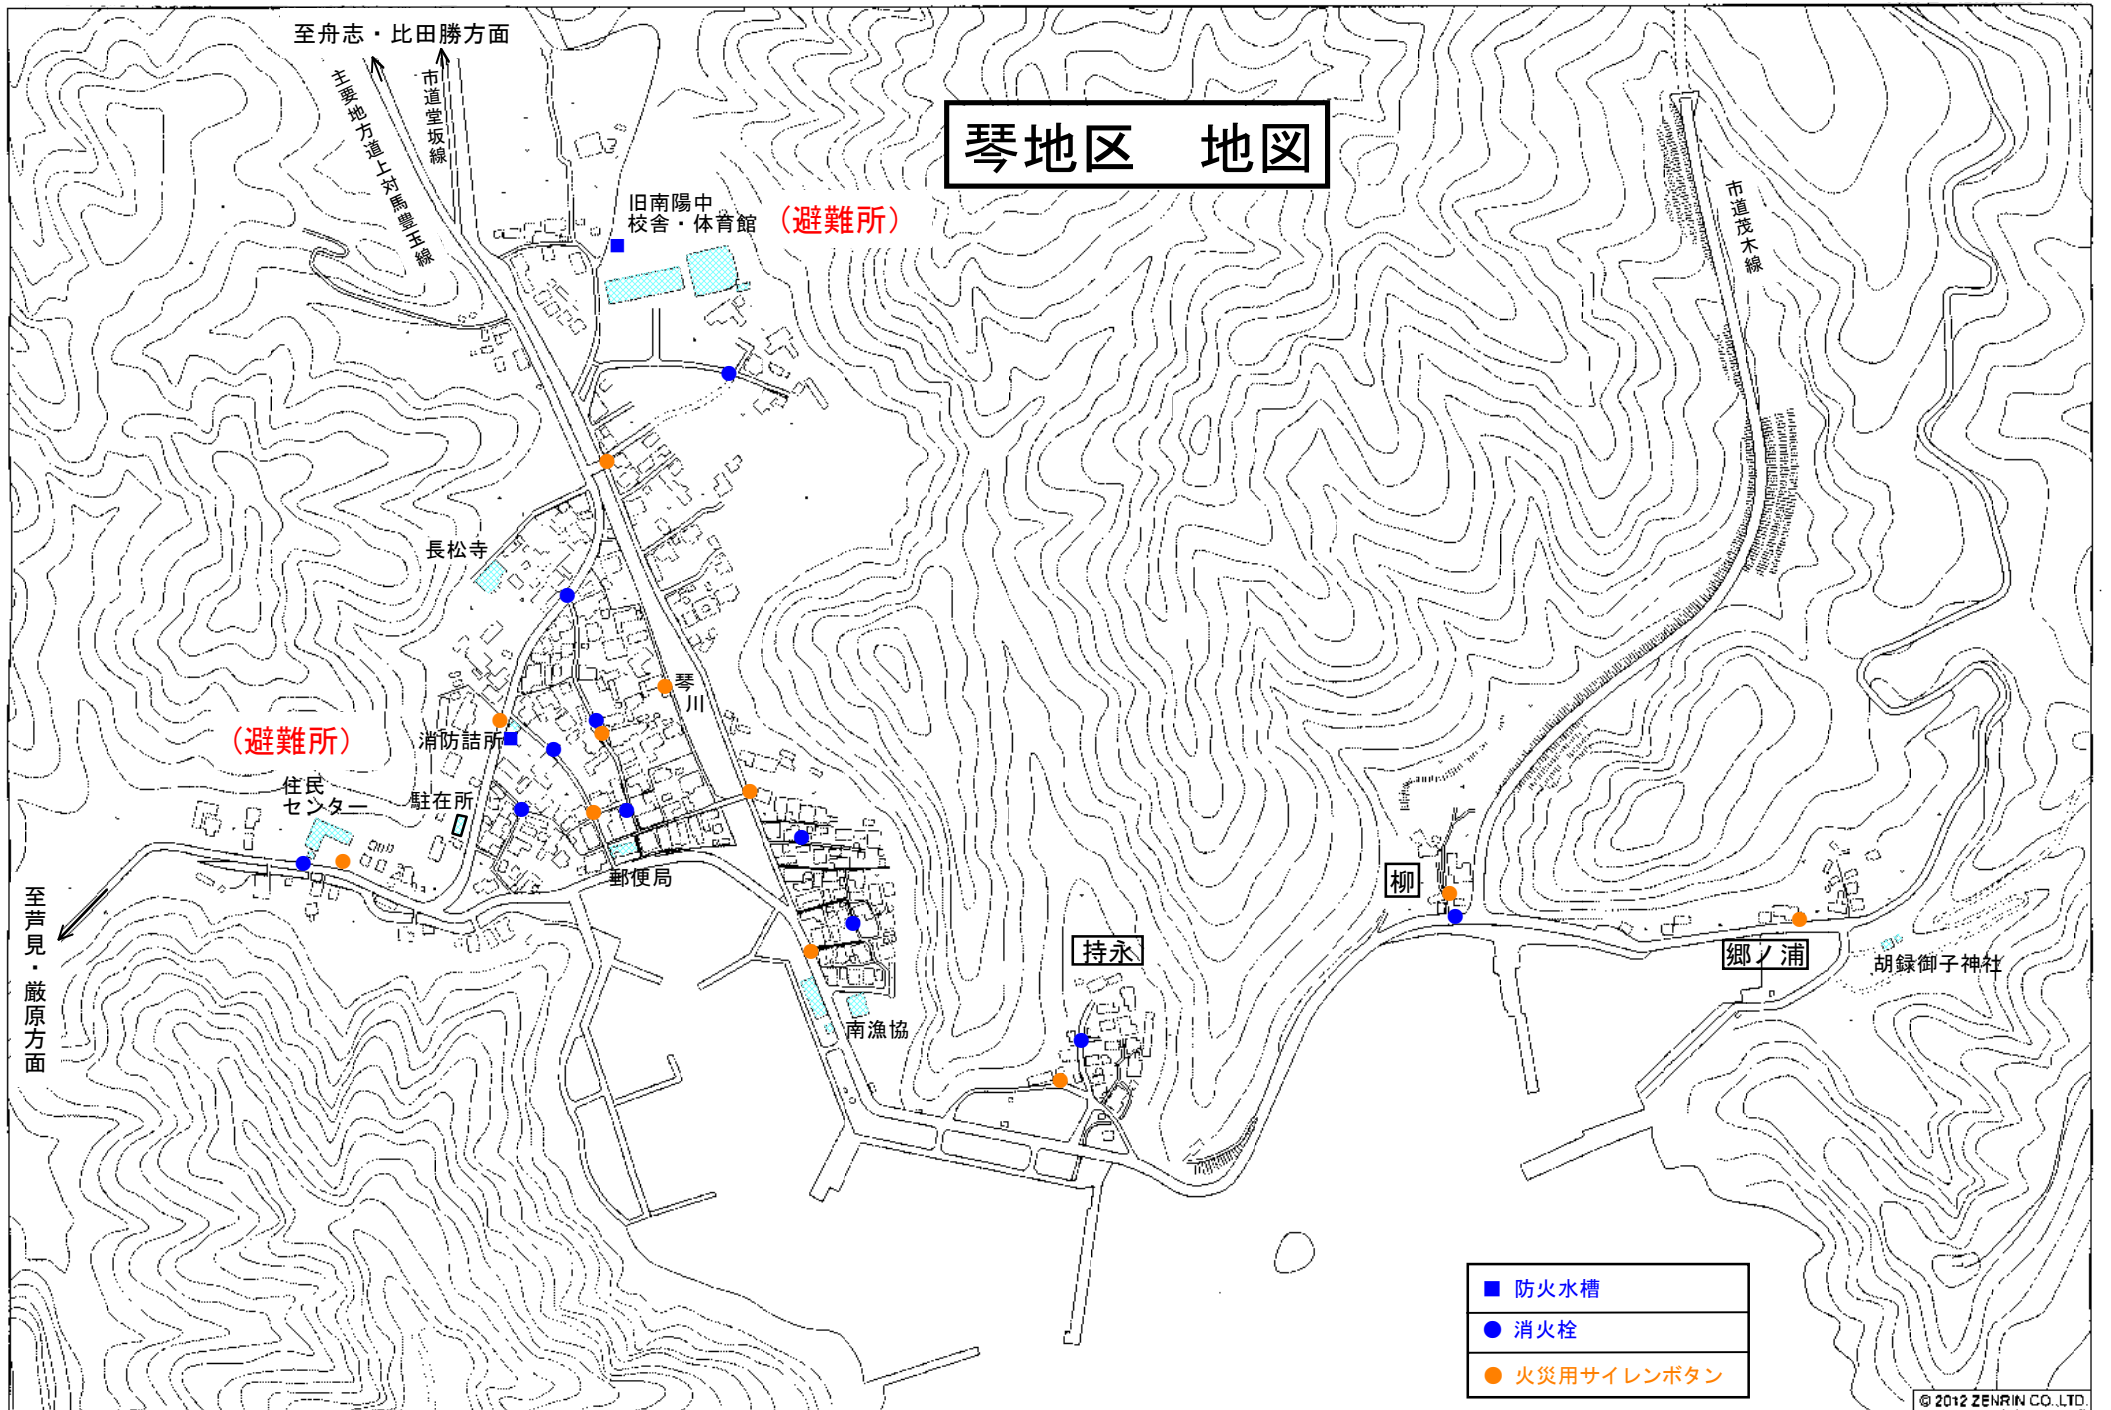 至舟志・比田勝方面
主要地方道上対馬豊玉線
市道堂坂線
琴地区　地図
旧南陽中
校舎・体育館
（避難所）
市道茂木線
長松寺
琴川
（避難所）
消防詰所
住民
センター
駐在所
郵便局
至芦見・厳原方面
柳
持永
郷ノ浦
胡録御子神社
南漁協
防火水槽
消火栓
火災用サイレンボタン
© 2012 ZENRIN CO., LTD.